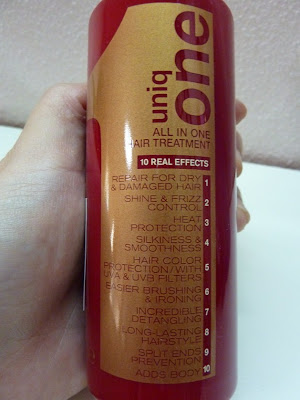 uniq one
ALL IN ONE
HAIR TREATMENT
10 REAL EFFECTS
REPAIR FOR DRY
& DAMAGED HAIR 1
SHINE & FRIZZ
CONTROL 2
HEAT
PROTECTION 3
SILKINESS &
SMOOTHNESS 4
HAIR COLOR
PROTECTION/WITH 5
UVA & UVB FILTERS
EASIER BRUSHING
& IRONING 6
INCREDIBLE
DETANGLING 7
LONG-LASTING
HAIRSTYLE 8
SPLIT ENDS
PREVENTION 9
ADDS BODY 10